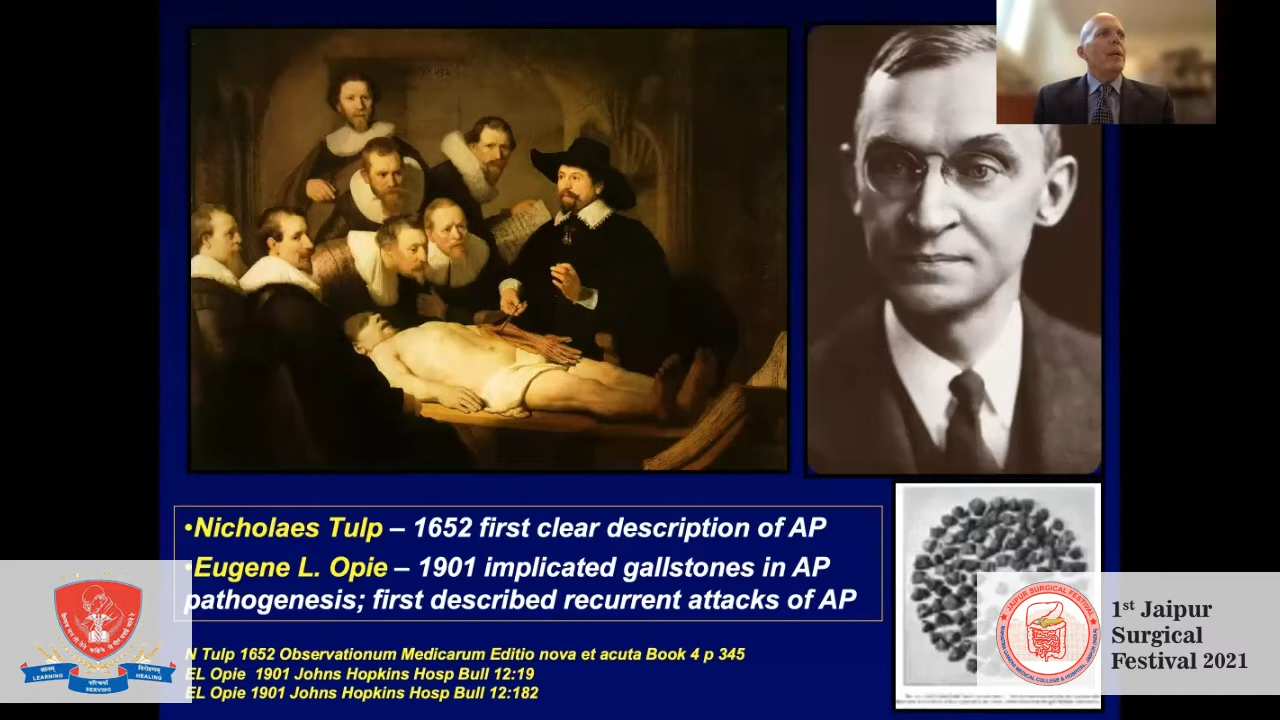 •Nicholaes Tulp – 1652 first clear description of AP
•Eugene L. Opie – 1901 implicated gallstones in AP
pathogenesis; first described recurrent attacks of AP
N Tulp 1652 Observationum Medicarum Editio nova et acuta Book 4 p 345
EL Opie 1901 Johns Hopkins Hosp Bull 12:19
EL Opie 1901 Johns Hopkins Hosp Bull 12:182
LEARNING
SERVING
HEALING
JAIPUR SURGICAL FESTIVAL
1st Jaipur
Surgical
Festival 2021